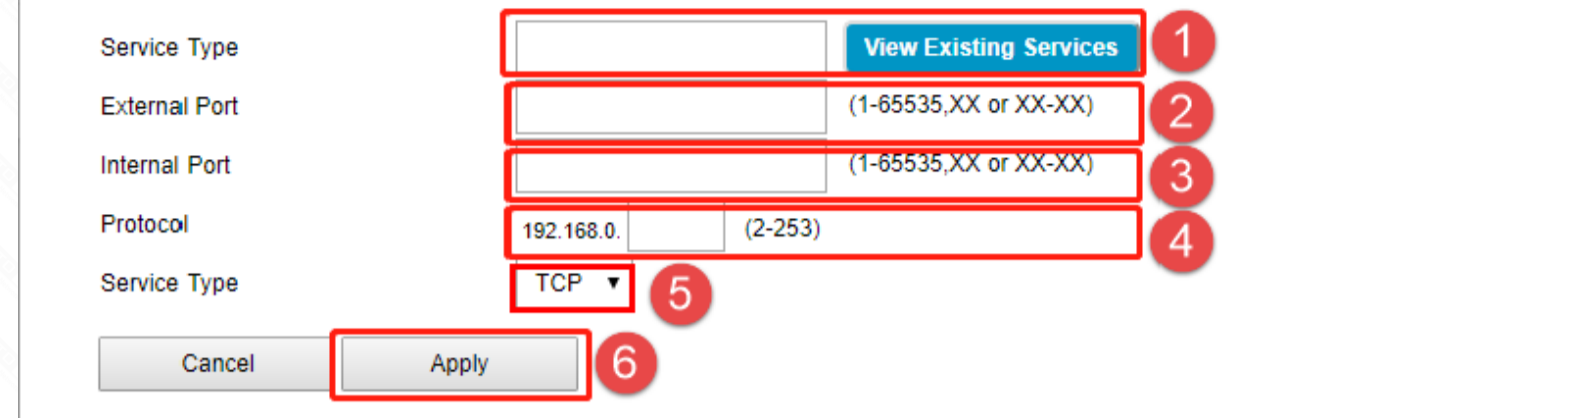 Service Type View Existing Services 1
External Port (1-65535,XX or XX-XX) 2
Internal Port (1-65535,XX or XX-XX) 3
Protocol 192.168.0. (2-253) 4
Service Type TCP ▼ 5
Cancel Apply 6